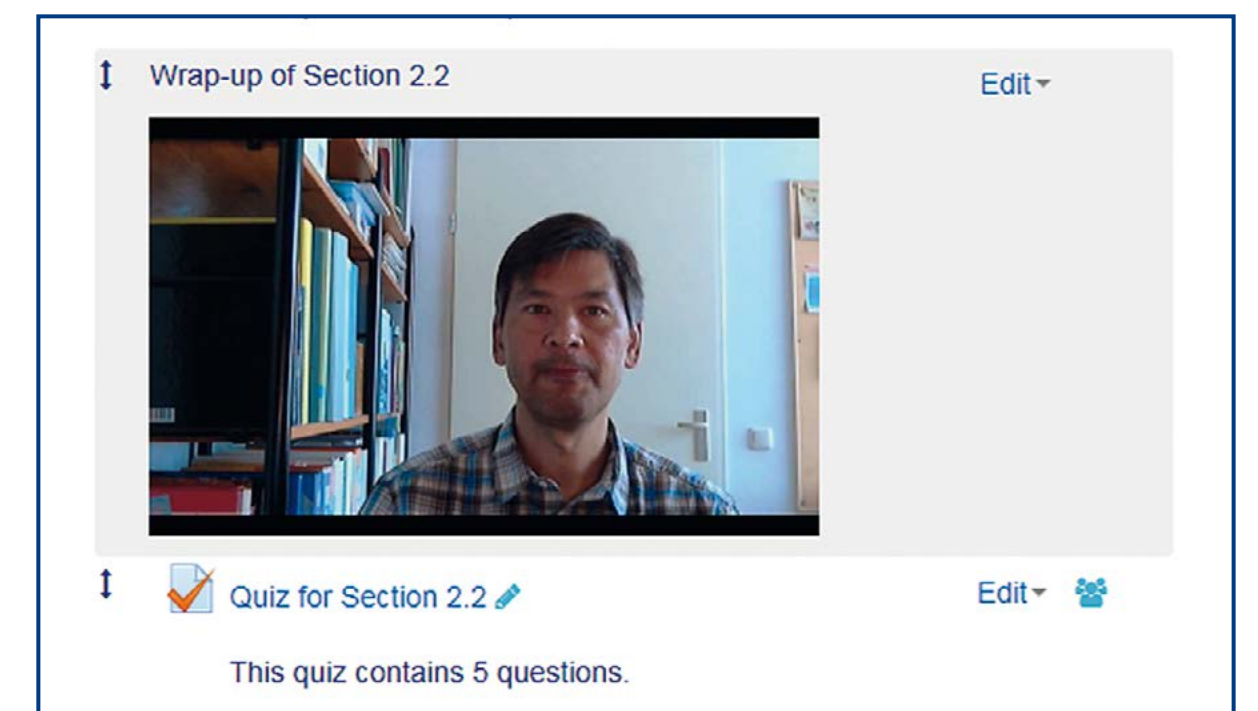 Wrap-up of Section 2.2
Edit
Quiz for Section 2.2
Edit
This quiz contains 5 questions.